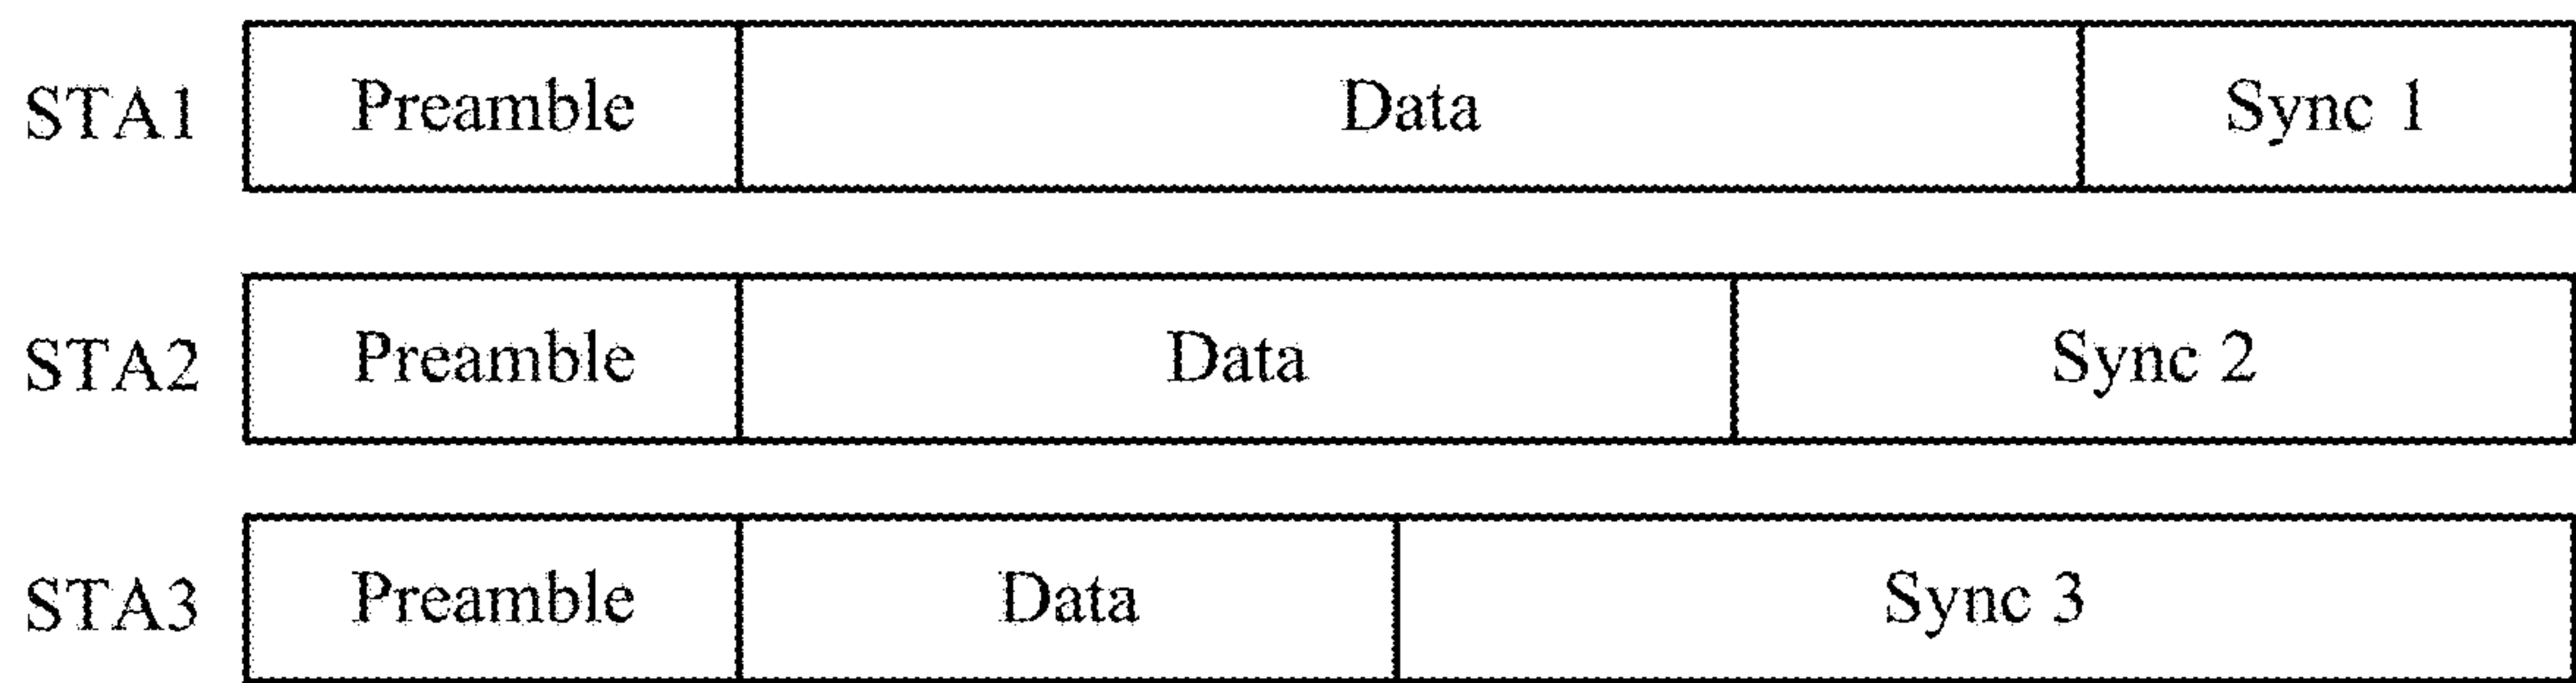 STA1 Preamble Data Sync 1
STA2 Preamble Data Sync 2
STA3 Preamble Data Sync 3